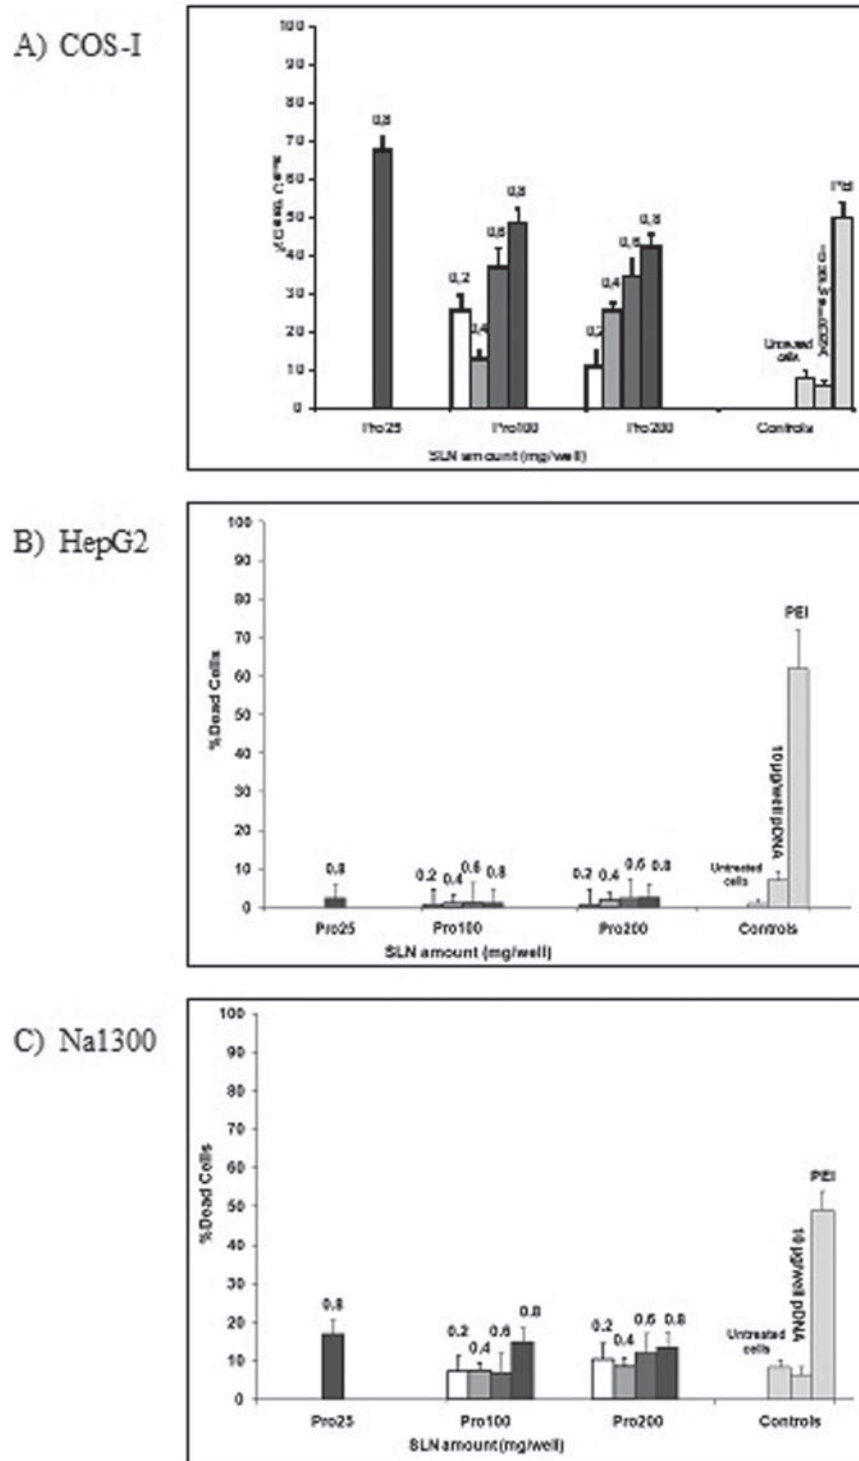 A) COS-I
100
90
80
70
60
50
40
30
20
10
0
0,8
0,2
0,4
0,6
0,8
0,4
0,6
0,8
Untreated
cells
PEI
Pro25
Pro100
Pro200
Controls
SLN amount (mg/well)
B) HepG2
%Dead Cells
100
90
80
70
60
50
40
30
20
10
0
0.8
0.2
0.4
0.6
0.8
0.2
0.4
0.6
0.8
Untreated
cells
10 µg/well pDNA
PEI
Pro25
Pro100
Pro200
Controls
SLN amount (mg/well)
C) Na1300
%Dead Cells
100
90
80
70
60
50
40
30
20
10
0
0.8
0.2
0.4
0.6
0.8
0.2
0.4
0.6
0.8
Untreated
cells
10 µg/well pDNA
PEI
Pro25
Pro100
Pro200
Controls
SLN amount (mg/well)